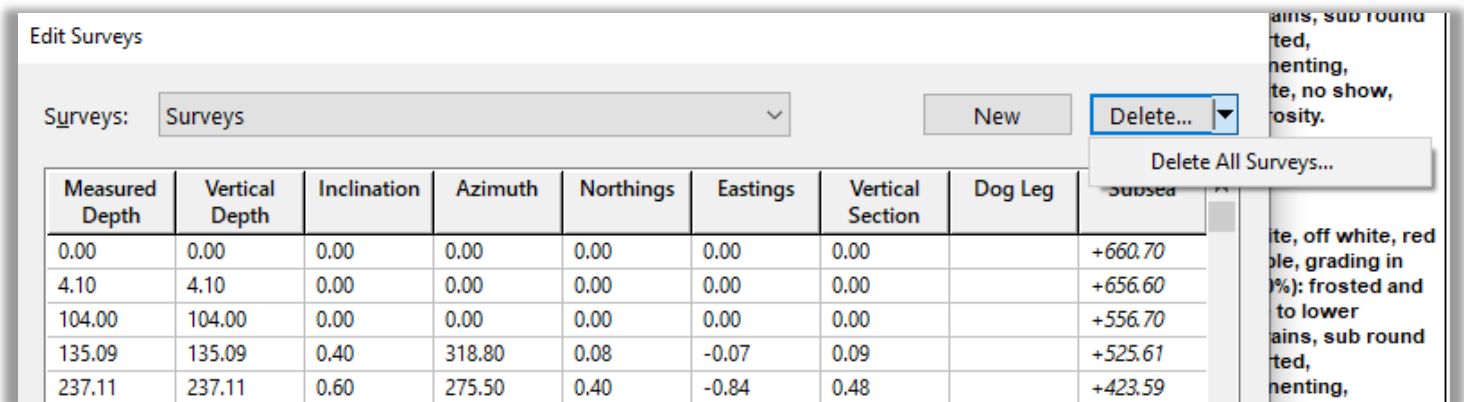 Edit Surveys
Surveys: Surveys New Delete...
Delete All Surveys...
Measured Depth Vertical Depth Inclination Azimuth Northings Eastings Vertical Section Dog Leg Subsea
0.00 0.00 0.00 0.00 0.00 0.00 0.00 +660.70
4.10 4.10 0.00 0.00 0.00 0.00 0.00 +656.60
104.00 104.00 0.00 0.00 0.00 0.00 0.00 +556.70
135.09 135.09 0.40 318.80 0.08 -0.07 0.09 +525.61
237.11 237.11 0.60 275.50 0.40 -0.84 0.48 +423.59
ains, sub round
rted,
nenting,
te, no show,
rosity.
ite, off white, red
ble, grading in
0%): frosted and
to lower
ains, sub round
rted,
nenting,